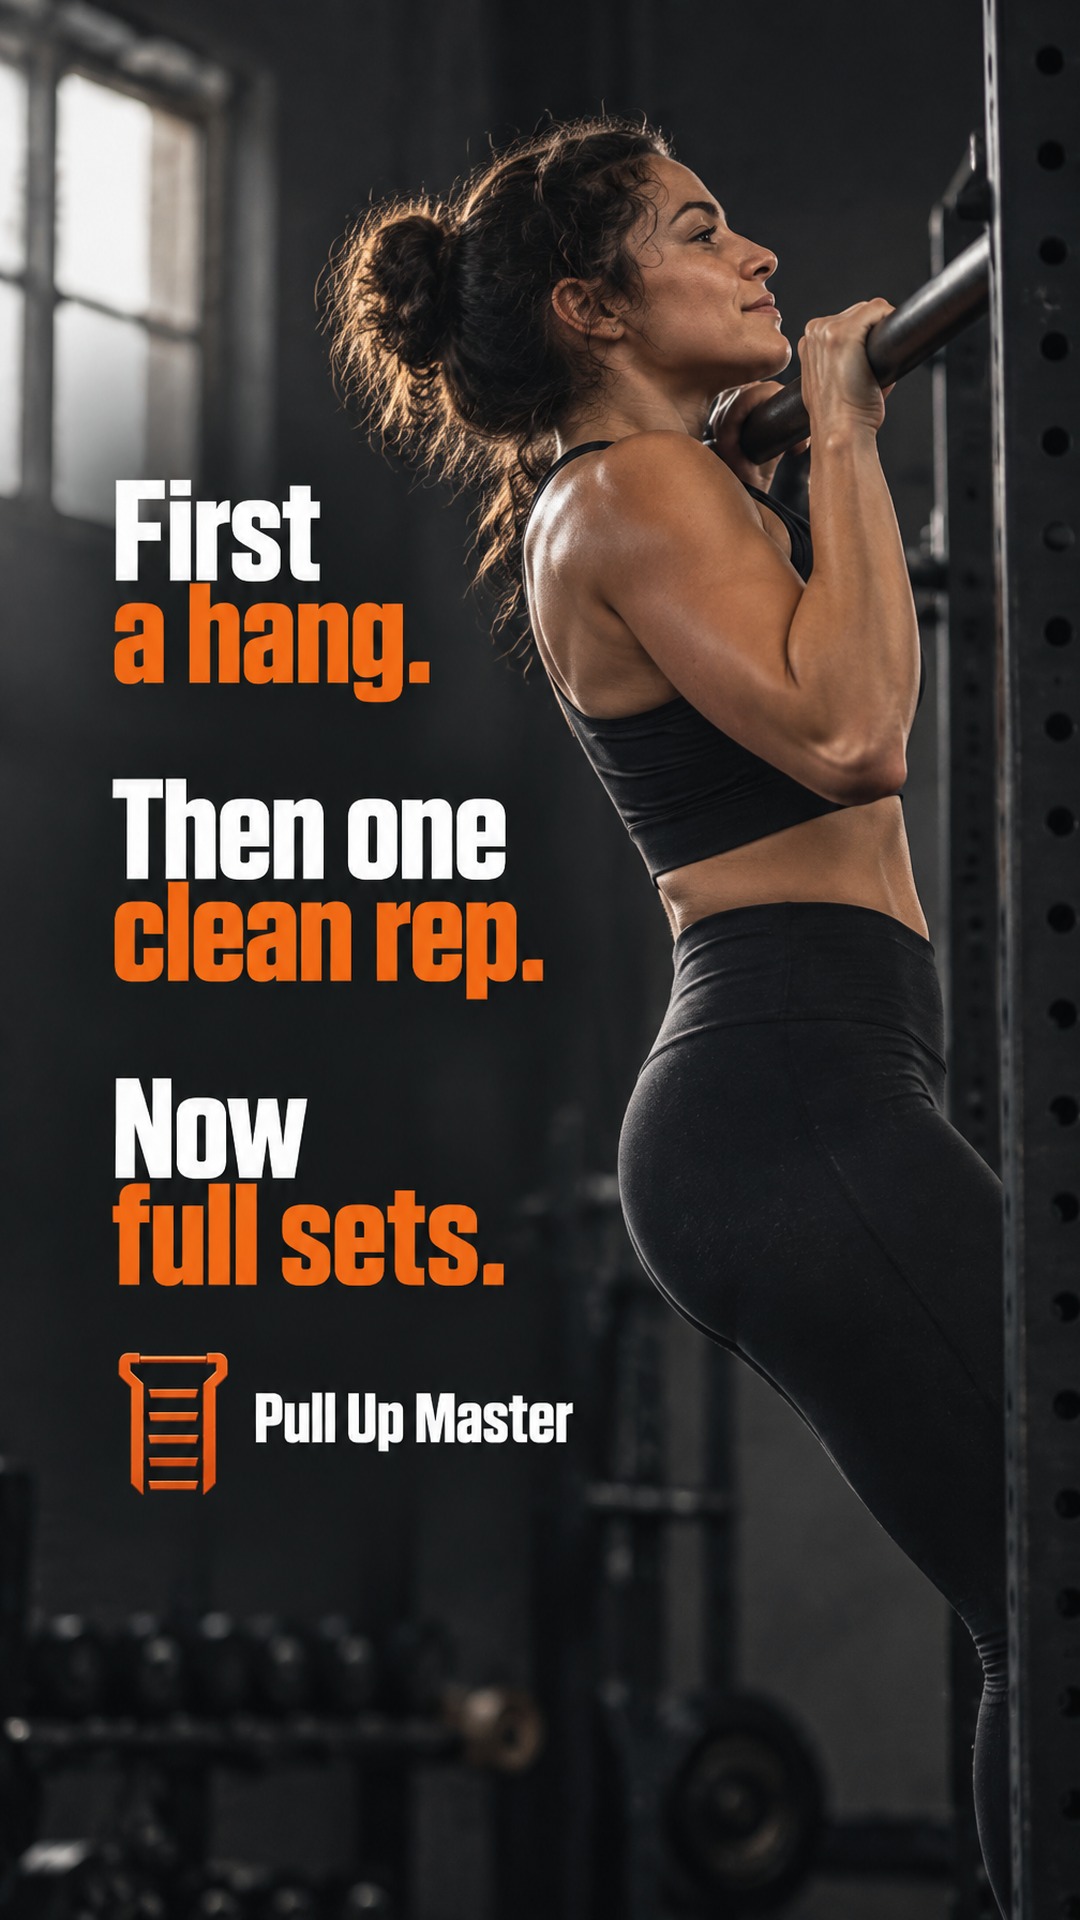 First
a hang.
Then one
clean rep.
Now
full sets.
Pull Up Master